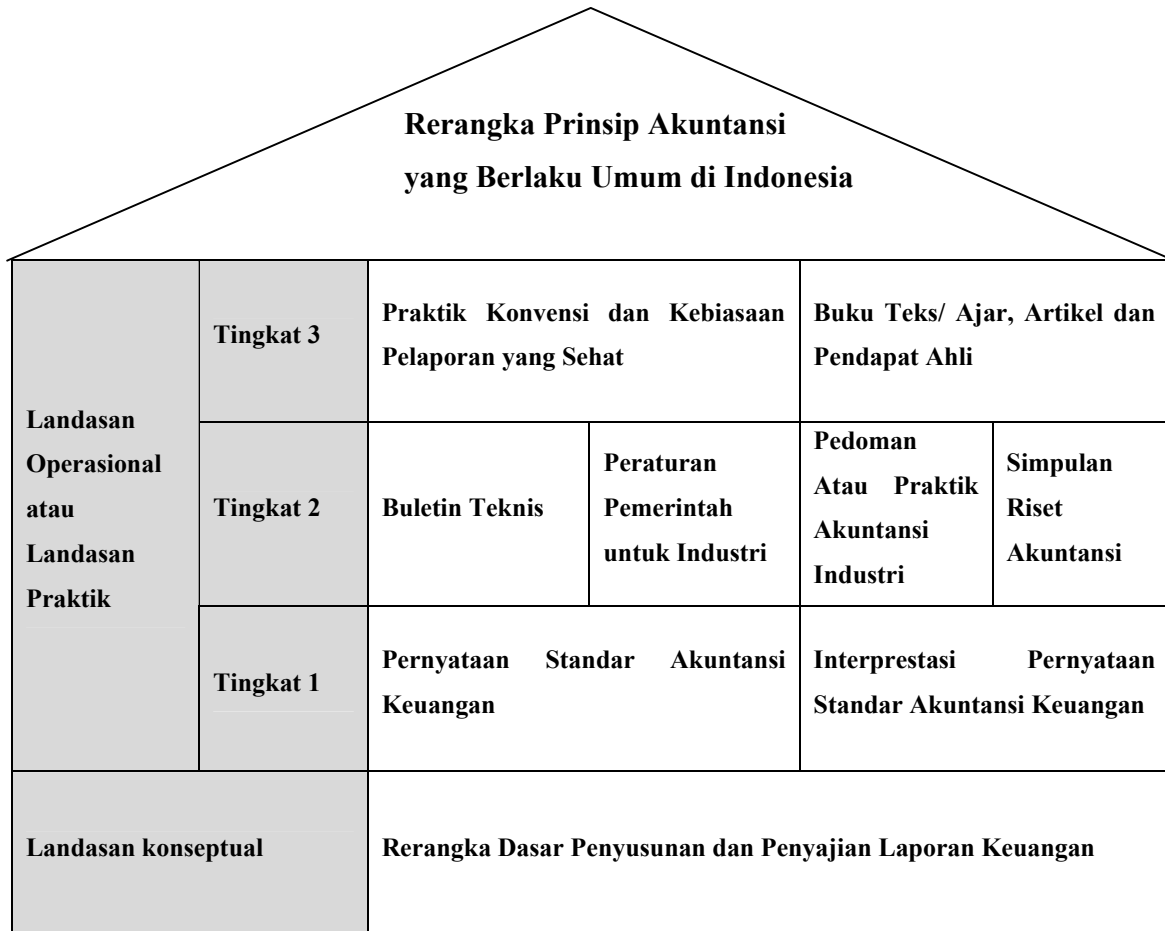 Rerangka Prinsip Akuntansi
yang Berlaku Umum di Indonesia
Landasan
Operasional
atau
Landasan
Praktik
Tingkat 3
Praktik Konvensi dan Kebiasaan
Pelaporan yang Sehat
Buku Teks/ Ajar, Artikel dan
Pendapat Ahli
Tingkat 2
Buletin Teknis
Peraturan
Pemerintah
untuk Industri
Pedoman
Atau Praktik
Akuntansi
Industri
Simpulan
Riset
Akuntansi
Tingkat 1
Pernyataan Standar Akuntansi
Keuangan
Interprestasi Pernyataan
Standar Akuntansi Keuangan
Landasan konseptual
Rerangka Dasar Penyusunan dan Penyajian Laporan Keuangan